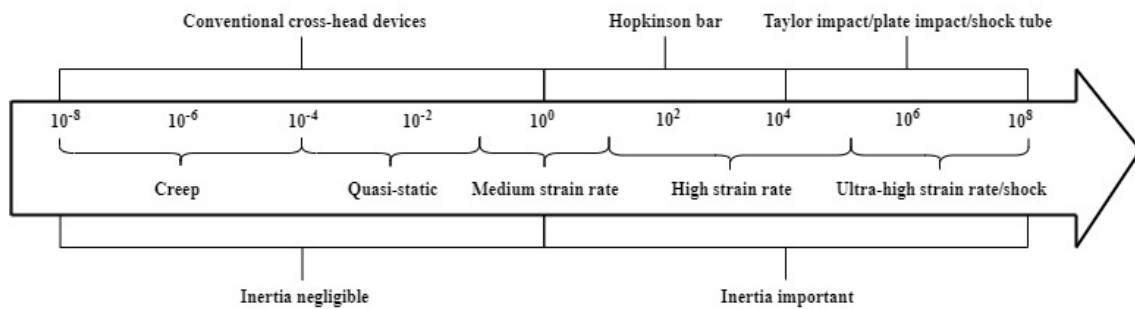 Conventional cross-head devices Hopkinson bar Taylor impact/plate impact/shock tube
10⁻⁸ 10⁻⁶ 10⁻⁴ 10⁻² 10⁰ 10² 10⁴ 10⁶ 10⁸
Creep Quasi-static Medium strain rate High strain rate Ultra-high strain rate/shock
Inertia negligible Inertia important